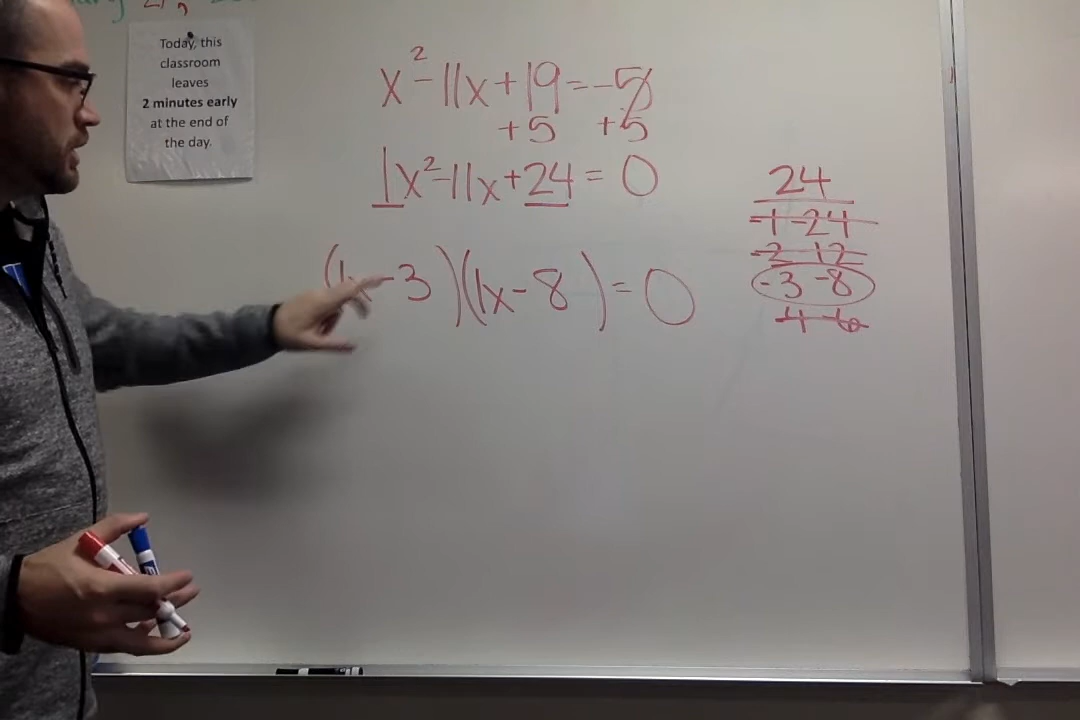 Today, this
classroom
leaves
2 minutes early
at the end of
the day.
x² - 11x + 19 = -5
+5 +5
1x² - 11x + 24 = 0
(1x - 3)(1x - 8) = 0
24
-1 -24
-2 12
-3 -8
4 6